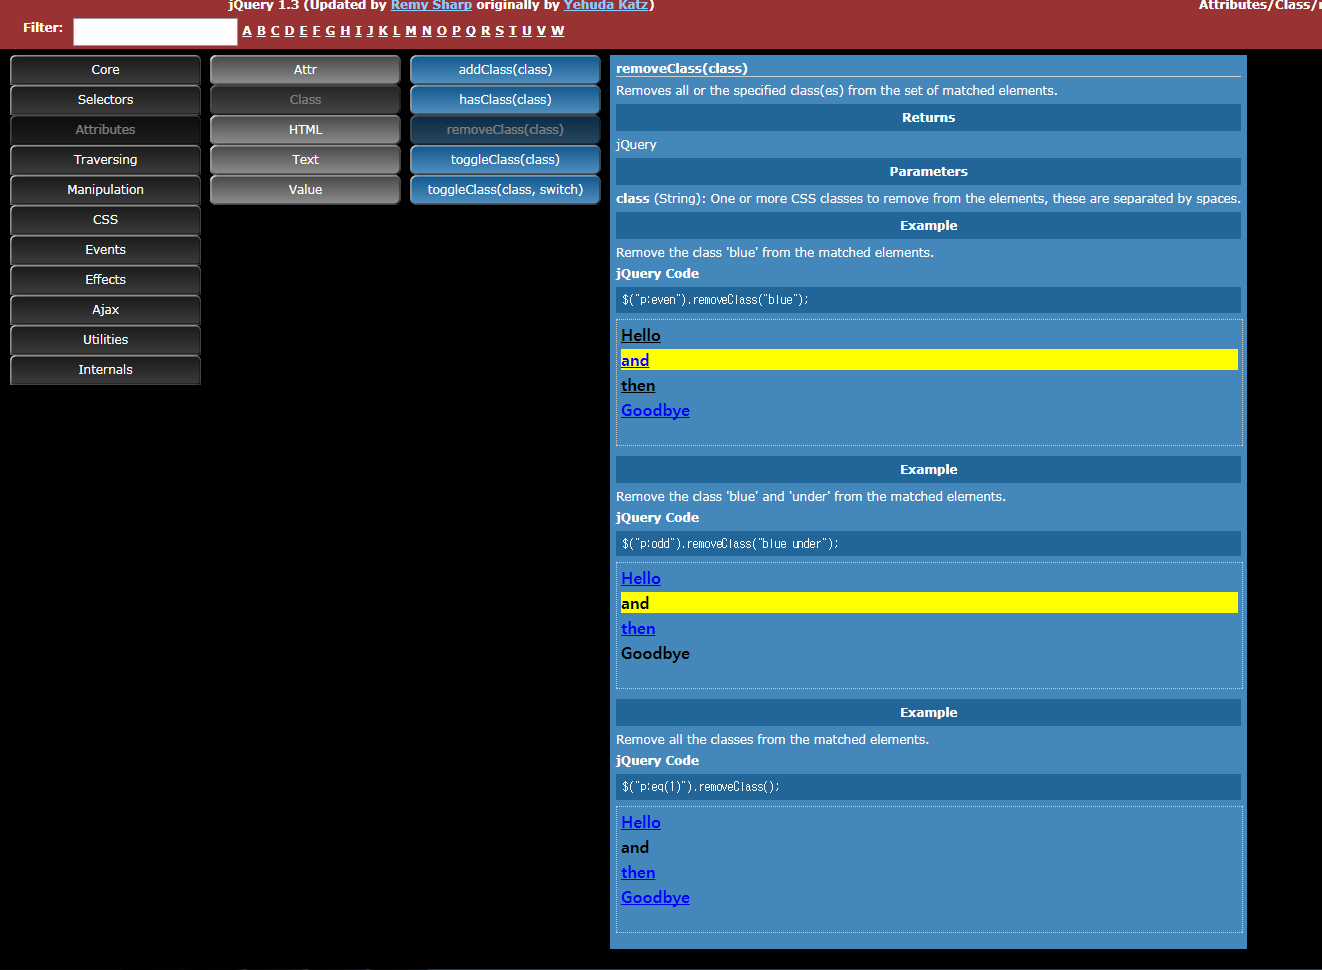 jQuery 1.3 (Updated by Remy Sharp originally by Yehuda Katz)
Attributes/Class/
Filter:
A B C D E F G H I J K L M N O P Q R S T U V W
Core
Selectors
Attributes
Traversing
Manipulation
CSS
Events
Effects
Ajax
Utilities
Internals
Attr
Class
HTML
Text
Value
addClass(class)
hasClass(class)
removeClass(class)
toggleClass(class)
toggleClass(class, switch)
removeClass(class)
Removes all or the specified class(es) from the set of matched elements.
Returns
jQuery
Parameters
class (String): One or more CSS classes to remove from the elements, these are separated by spaces.
Example
Remove the class 'blue' from the matched elements.
jQuery Code
$("p:even").removeClass("blue");
Hello
and
then
Goodbye
Example
Remove the class 'blue' and 'under' from the matched elements.
jQuery Code
$("p:odd").removeClass("blue under");
Hello
and
then
Goodbye
Example
Remove all the classes from the matched elements.
jQuery Code
$("p:eq(1)").removeClass();
Hello
and
then
Goodbye